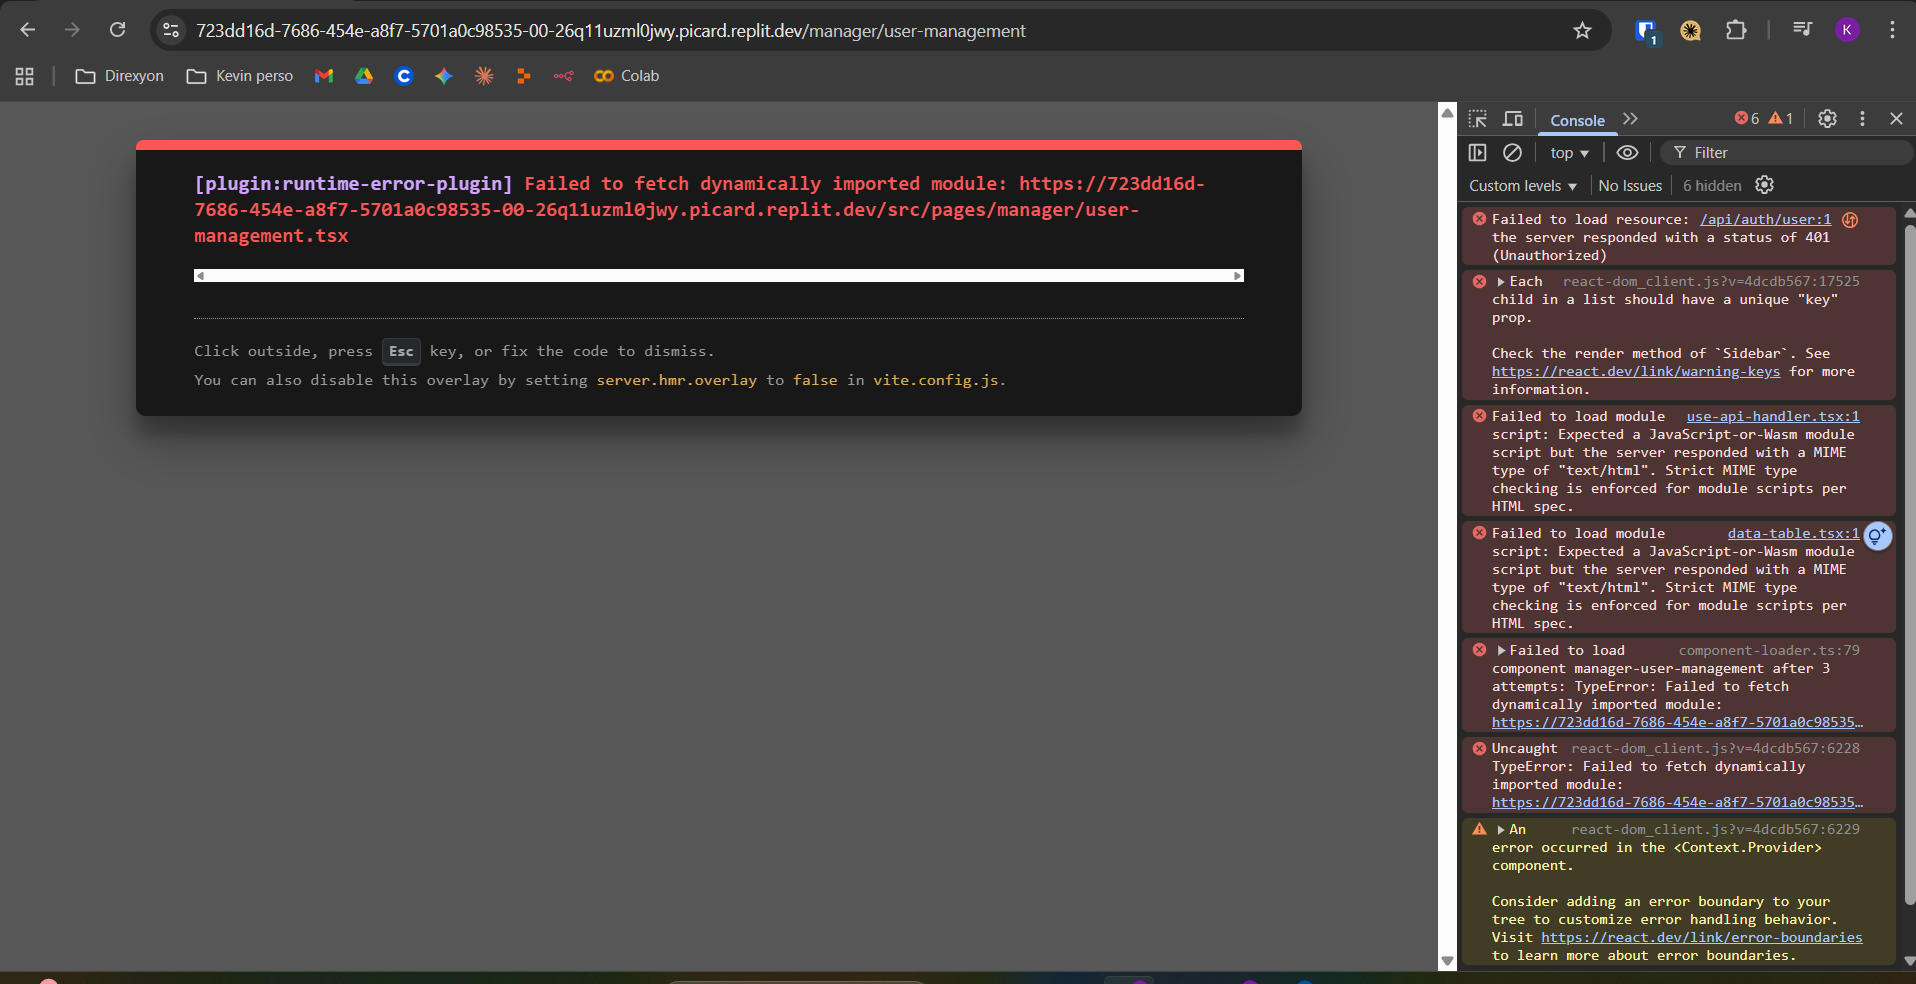 723dd16d-7686-454e-a8f7-5701a0c98535-00-26q11uzml0jwy.picard.replit.dev/manager/user-management
1
K
Direxyon
Kevin perso
Colab
[plugin:runtime-error-plugin] Failed to fetch dynamically imported module: https://723dd16d-
7686-454e-a8f7-5701a0c98535-00-26q11uzml0jwy.picard.replit.dev/src/pages/manager/user-
management.tsx
Click outside, press Esc key, or fix the code to dismiss.
You can also disable this overlay by setting server.hmr.overlay to false in vite.config.js.
Console
6
1
top
Filter
Custom levels
No Issues
6 hidden
Failed to load resource: /api/auth/user:1
the server responded with a status of 401
(Unauthorized)
Each react-dom_client.js?v=4dcdb567:17525
child in a list should have a unique "key"
prop.
Check the render method of `Sidebar`. See
https://react.dev/link/warning-keys for more
information.
Failed to load module use-api-handler.tsx:1
script: Expected a JavaScript-or-Wasm module
script but the server responded with a MIME
type of "text/html". Strict MIME type
checking is enforced for module scripts per
HTML spec.
Failed to load module data-table.tsx:1
script: Expected a JavaScript-or-Wasm module
script but the server responded with a MIME
type of "text/html". Strict MIME type
checking is enforced for module scripts per
HTML spec.
Failed to load component-loader.ts:79
component manager-user-management after 3
attempts: TypeError: Failed to fetch
dynamically imported module:
https://723dd16d-7686-454e-a8f7-5701a0c98535…
Uncaught react-dom_client.js?v=4dcdb567:6228
TypeError: Failed to fetch dynamically
imported module:
https://723dd16d-7686-454e-a8f7-5701a0c98535…
An react-dom_client.js?v=4dcdb567:6229
error occurred in the <Context.Provider>
component.
Consider adding an error boundary to your
tree to customize error handling behavior.
Visit https://react.dev/link/error-boundaries
to learn more about error boundaries.